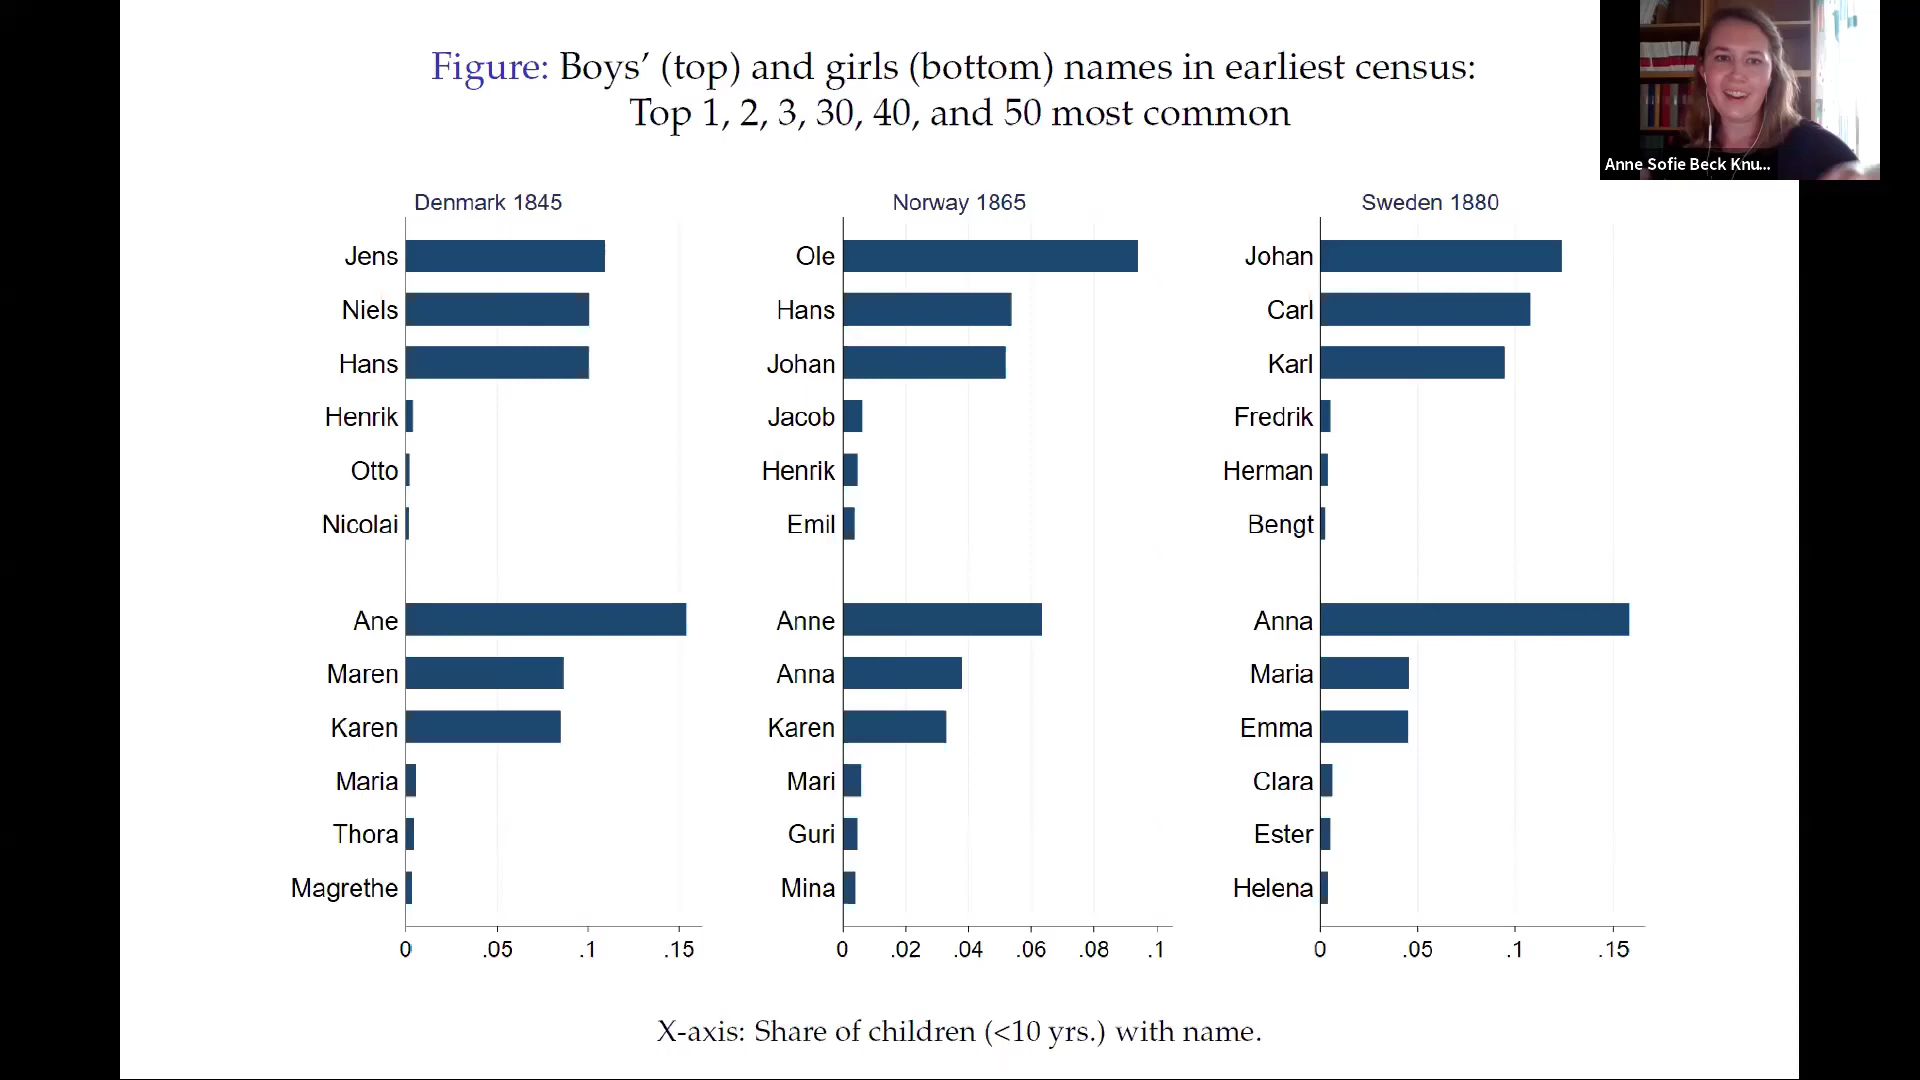 Figure: Boys’ (top) and girls (bottom) names in earliest census:
Top 1, 2, 3, 30, 40, and 50 most common
Anne Sofie Beck Knu...
Denmark 1845
Jens
Niels
Hans
Henrik
Otto
Nicolai
Ane
Maren
Karen
Maria
Thora
Magrethe
0 .05 .1 .15
Norway 1865
Ole
Hans
Johan
Jacob
Henrik
Emil
Anne
Anna
Karen
Mari
Guri
Mina
0 .02 .04 .06 .08 .1
Sweden 1880
Johan
Carl
Karl
Fredrik
Herman
Bengt
Anna
Maria
Emma
Clara
Ester
Helena
0 .05 .1 .15
X-axis: Share of children (<10 yrs.) with name.